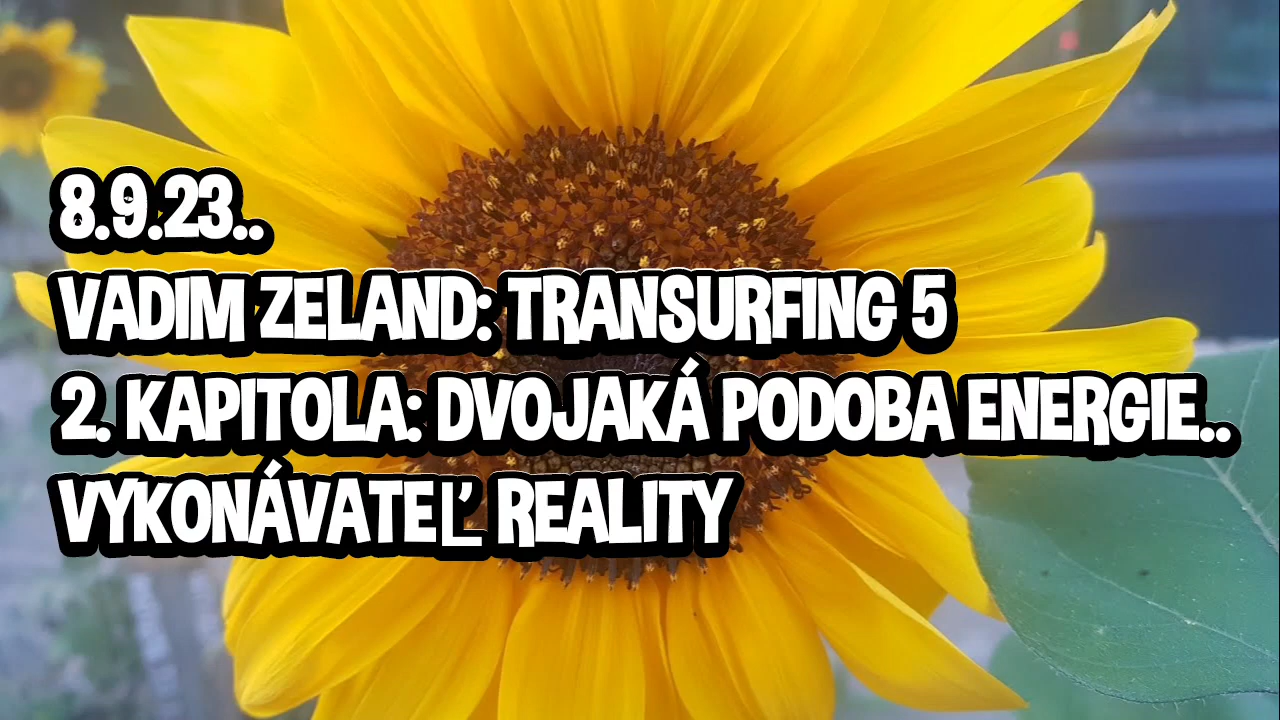 8.9.23..
VADIM ZELAND: TRANSURFING 5
2. KAPITOLA: DVOJAKÁ PODOBA ENERGIE..
VYKONÁVATEĽ REALITY